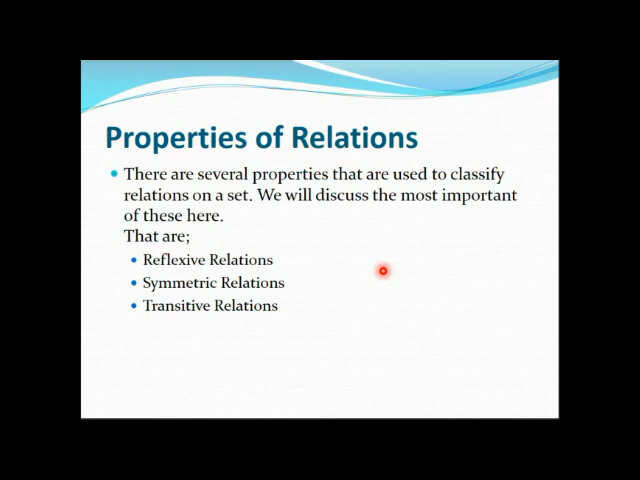 Properties of Relations
There are several properties that are used to classify
relations on a set. We will discuss the most important
of these here.
That are;
Reflexive Relations
Symmetric Relations
Transitive Relations